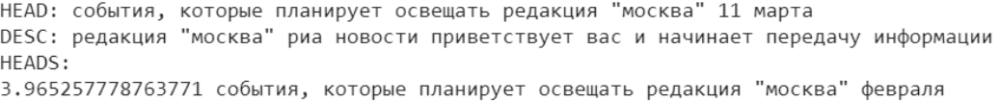 HEAD: события, которые планирует освещать редакция "москва" 11 марта
DESC: редакция "москва" риа новости приветствует вас и начинает передачу информации
HEADS:
3.965257778763771 события, которые планирует освещать редакция "москва" февраля